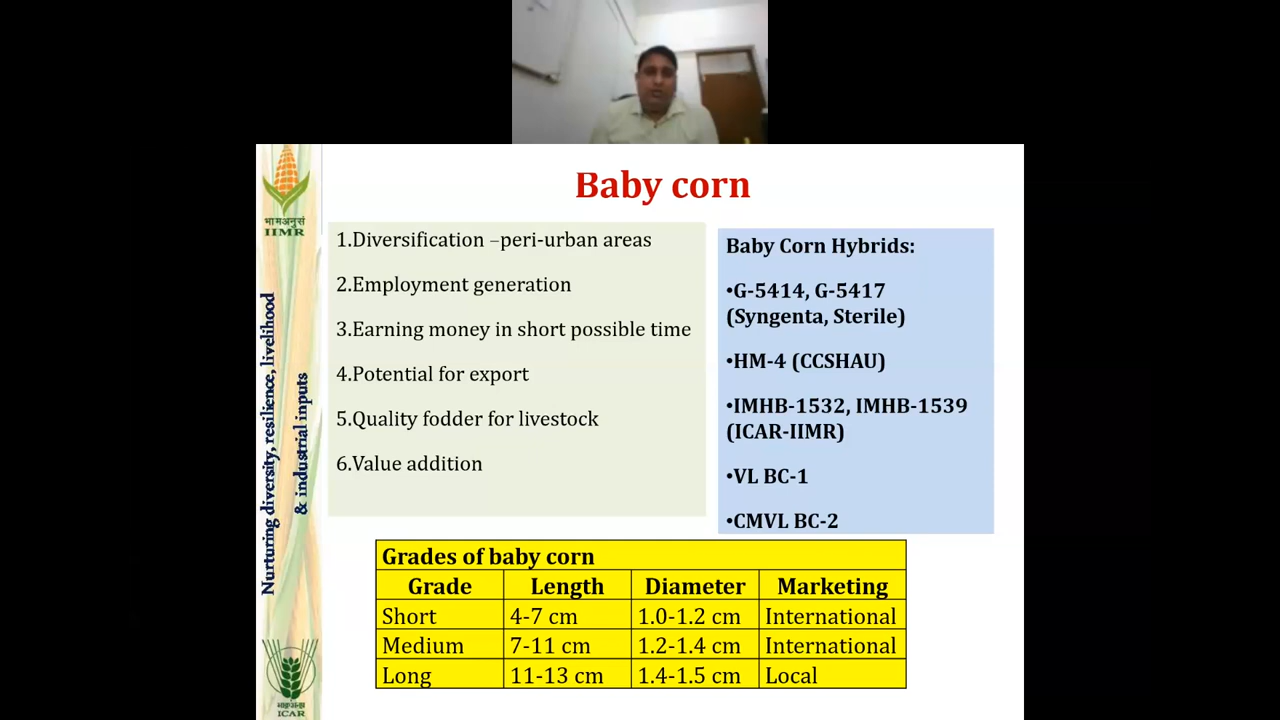 Baby corn
भामअनुसं
IIMR
Nurturing diversity, resilience, livelihood
& industrial inputs
1.Diversification –peri-urban areas
2.Employment generation
3.Earning money in short possible time
4.Potential for export
5.Quality fodder for livestock
6.Value addition
Baby Corn Hybrids:
•G-5414, G-5417
(Syngenta, Sterile)
•HM-4 (CCSHAU)
•IMHB-1532, IMHB-1539
(ICAR-IIMR)
•VL BC-1
•CMVL BC-2
Grades of baby corn
Grade Length Diameter Marketing
Short 4-7 cm 1.0-1.2 cm International
Medium 7-11 cm 1.2-1.4 cm International
Long 11-13 cm 1.4-1.5 cm Local
भाकृअनुप
ICAR